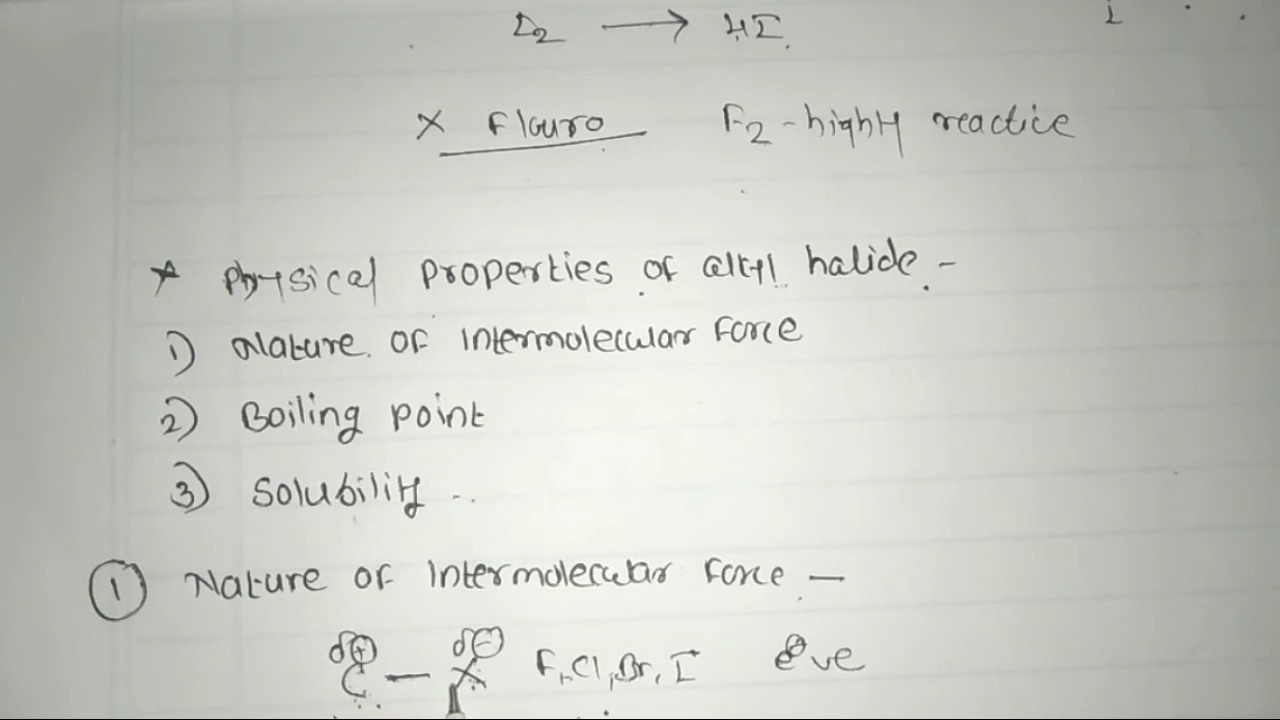 I2 → HI.
X Flouro F2 - highly reactice
* Physical properties of alkyl halide -
1) Nature of intermolecular force
2) Boiling point
3) Solubility ..
① Nature of Intermolecular force —
δ⊕ δ⊖
C — X F, Cl, Br, I ⊖ve